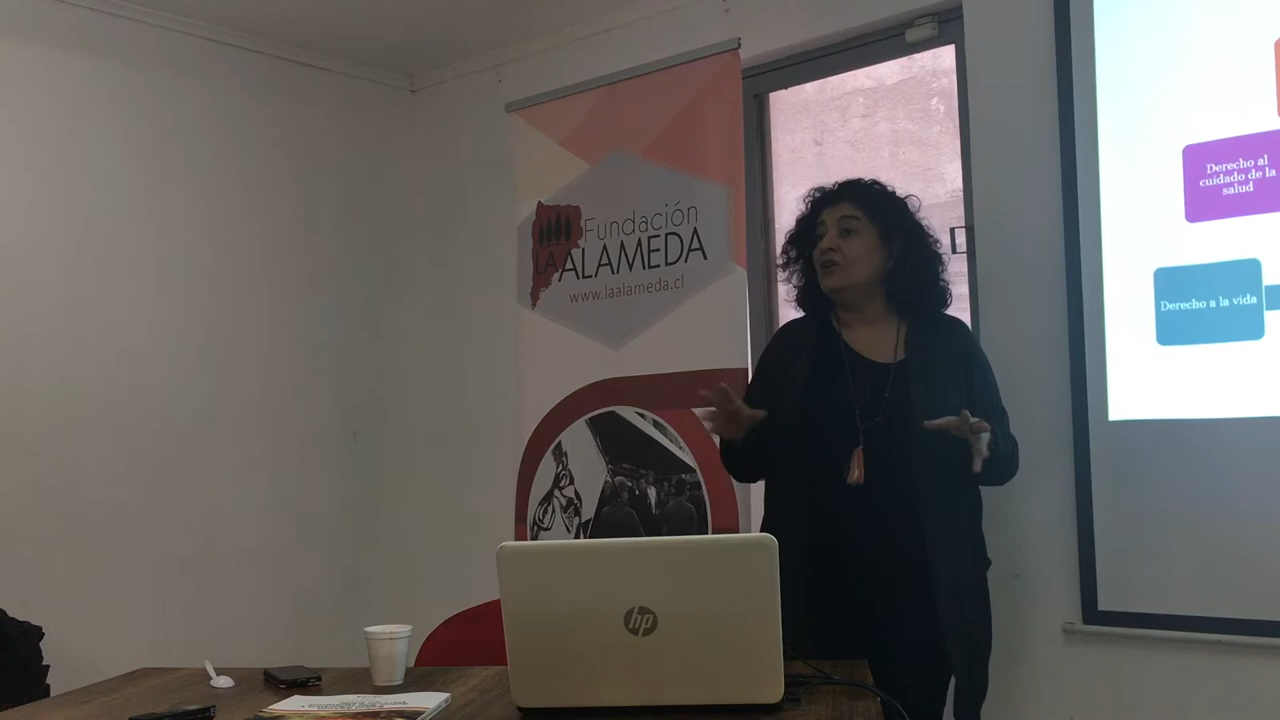 Fundación
LA ALAMEDA
www.laalameda.cl
hp
Derecho al
cuidado de la
salud
Derecho a la vida